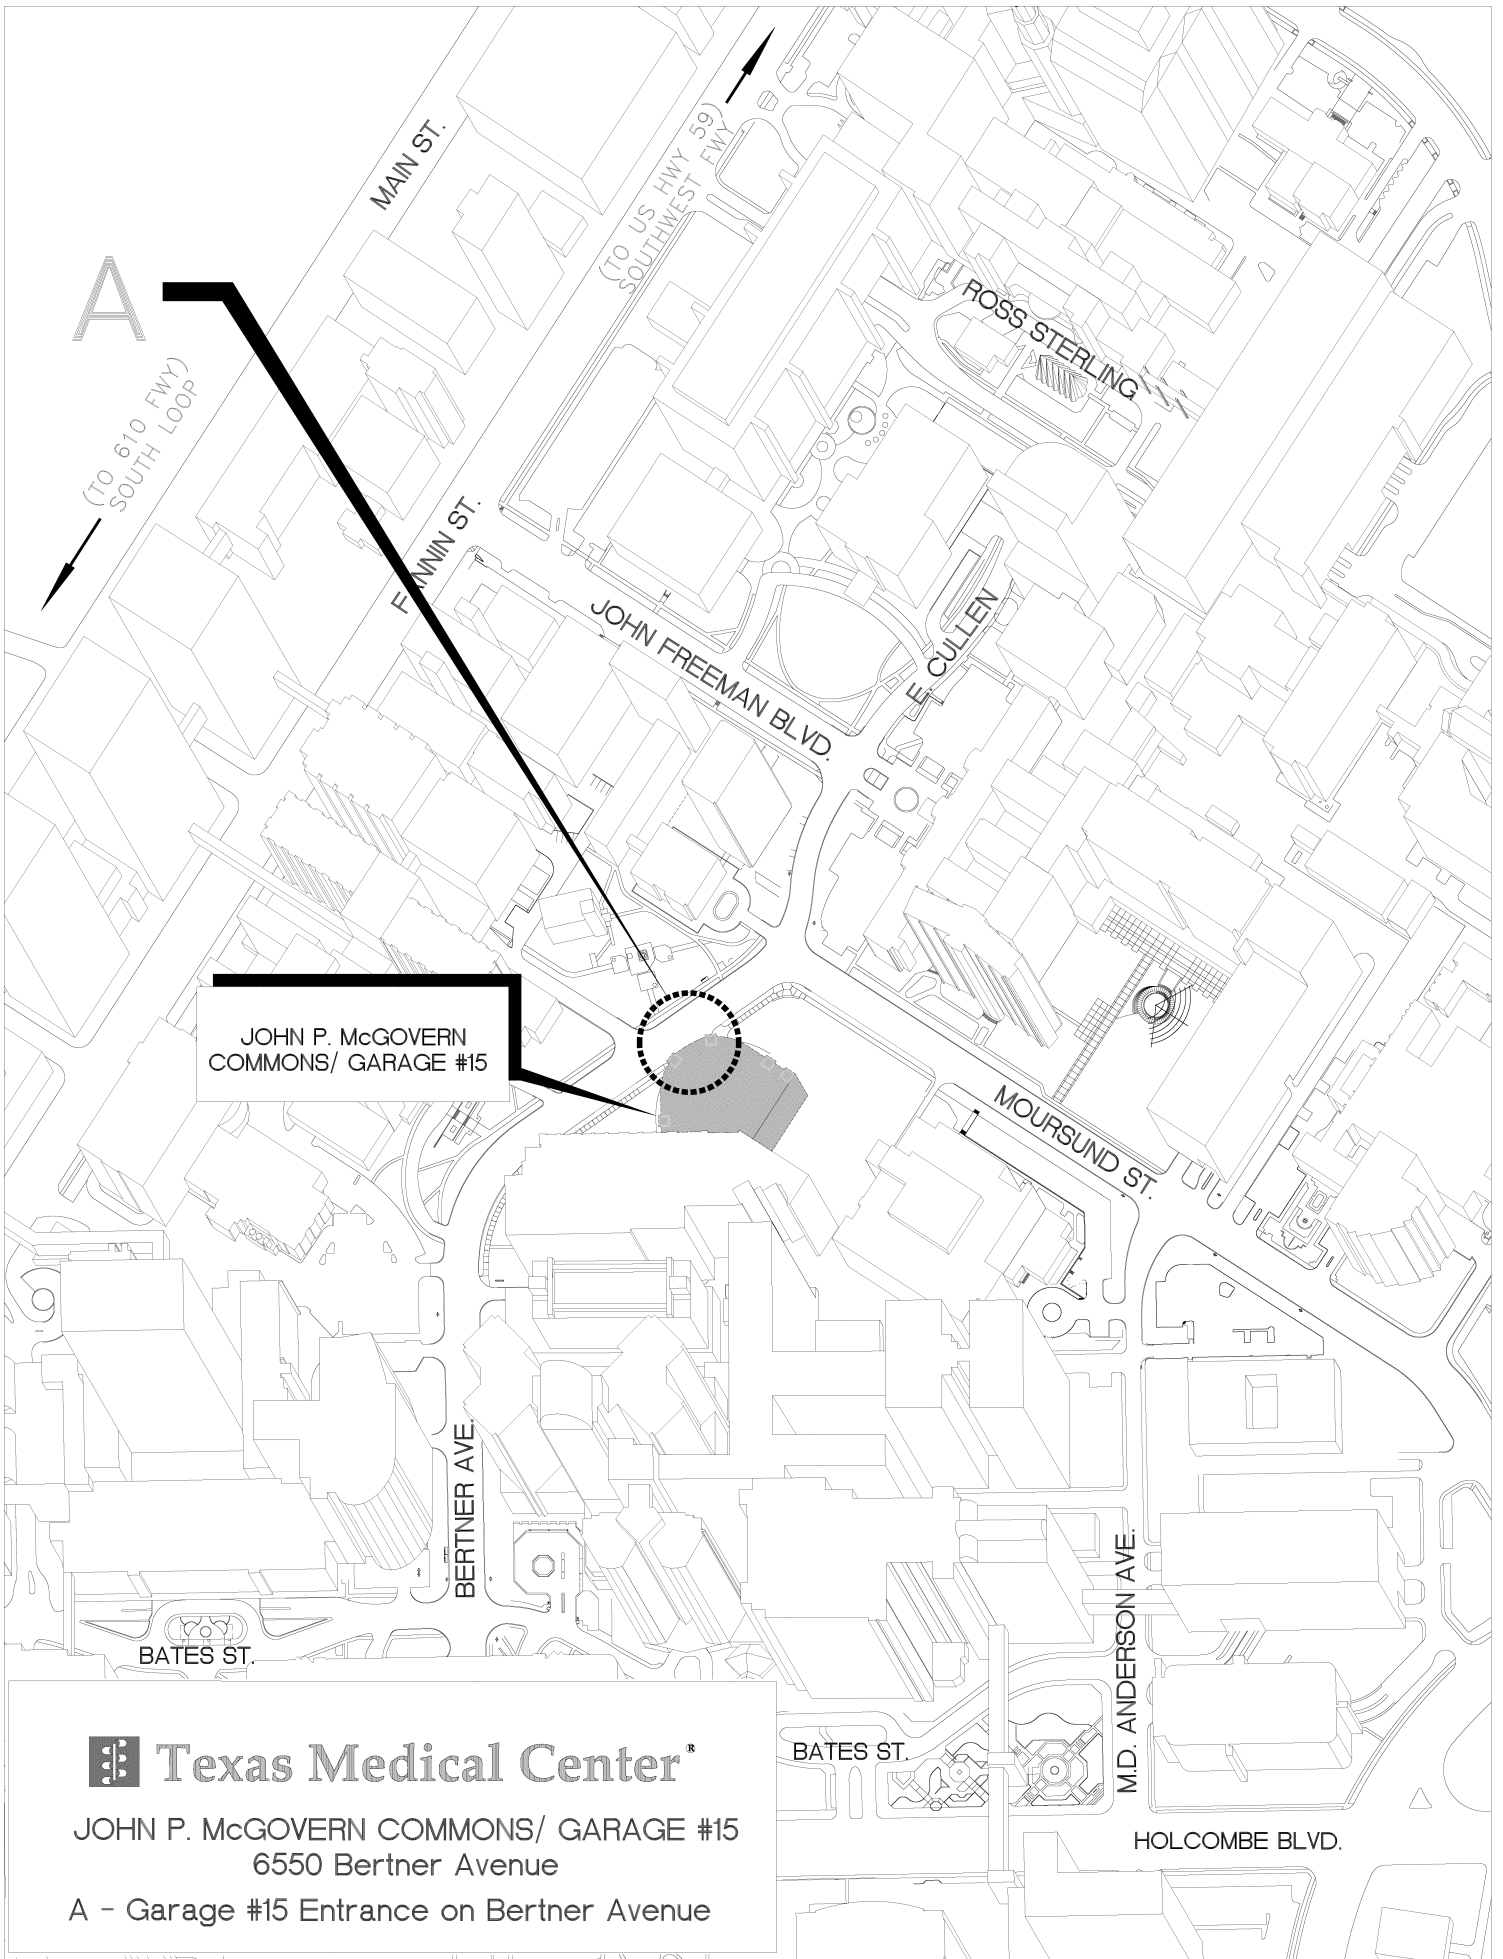 MAIN ST.
(TO US HWY 59)
SOUTHWEST FWY
A
ROSS STERLING
(TO 610 FWY)
SOUTH LOOP
FANNIN ST.
JOHN FREEMAN BLVD.
E. CULLEN
JOHN P. McGOVERN
COMMONS/ GARAGE #15
MOURSUND ST.
BERTNER AVE.
M.D. ANDERSON AVE.
BATES ST.
BATES ST.
HOLCOMBE BLVD.
Texas Medical Center®
JOHN P. McGOVERN COMMONS/ GARAGE #15
6550 Bertner Avenue
A - Garage #15 Entrance on Bertner Avenue